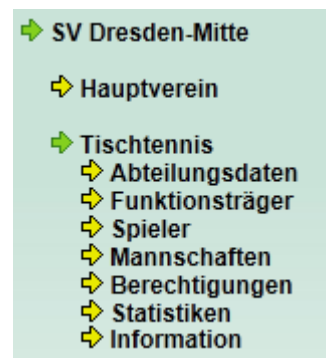 SV Dresden-Mitte
Hauptverein
Tischtennis
Abteilungsdaten
Funktionsträger
Spieler
Mannschaften
Berechtigungen
Statistiken
Information